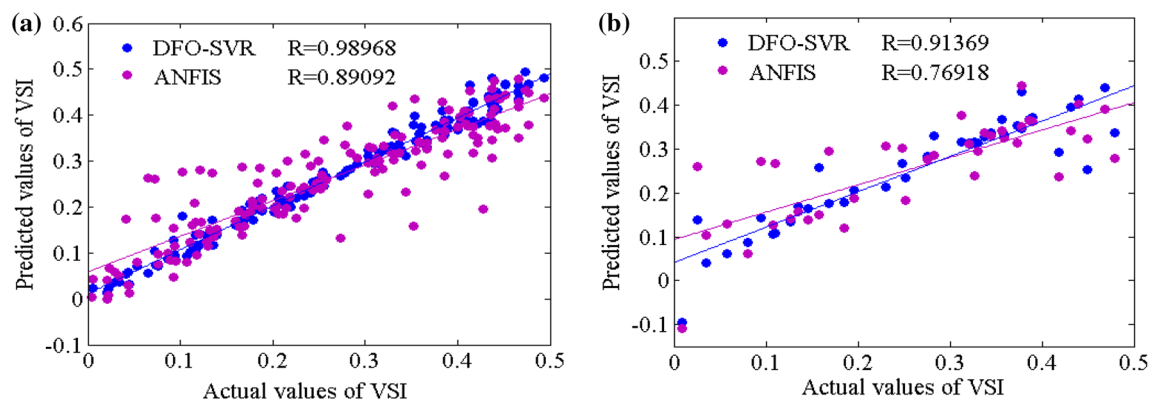 (a)
0.6
0.5
0.4
0.3
0.2
0.1
0
-0.1
Predicted values of VSI
DFO-SVR R=0.98968
ANFIS R=0.89092
0 0.1 0.2 0.3 0.4 0.5
Actual values of VSI
(b)
0.6
0.5
0.4
0.3
0.2
0.1
0
-0.1
Predicted values of VSI
DFO-SVR R=0.91369
ANFIS R=0.76918
0 0.1 0.2 0.3 0.4 0.5
Actual values of VSI